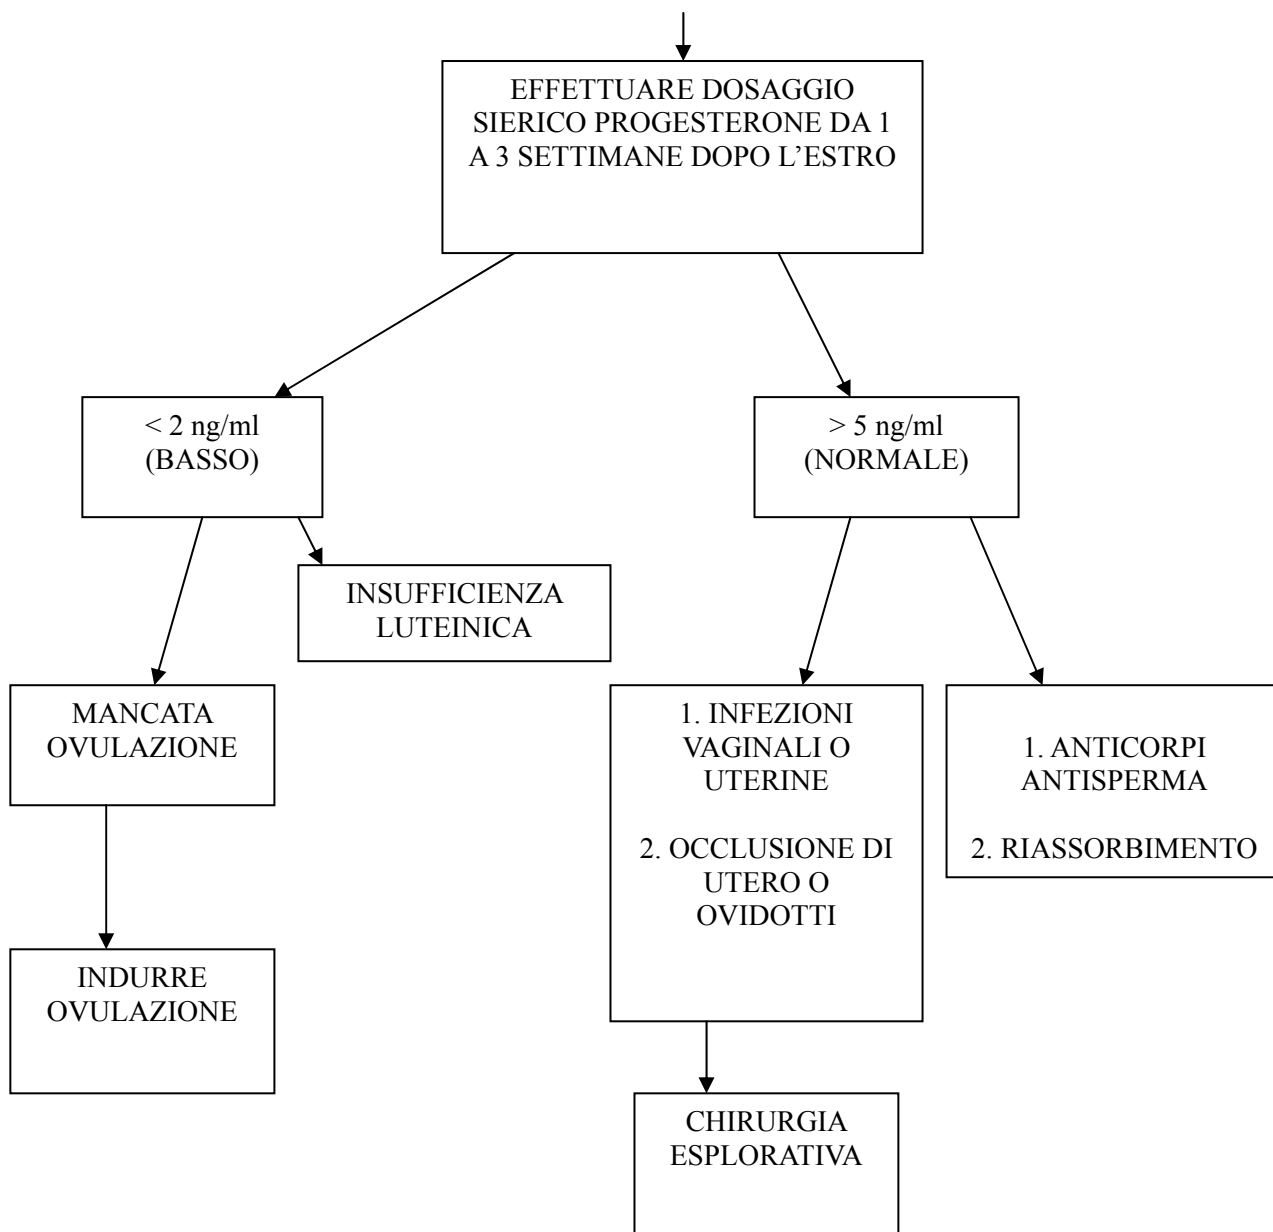 EFFETTUARE DOSAGGIO
SIERICO PROGESTERONE DA 1
A 3 SETTIMANE DOPO L’ESTRO
< 2 ng/ml
(BASSO)
> 5 ng/ml
(NORMALE)
INSUFFICIENZA
LUTEINICA
MANCATA
OVULAZIONE
1. INFEZIONI
VAGINALI O
UTERINE
2. OCCLUSIONE DI
UTERO O
OVIDOTTI
1. ANTICORPI
ANTISPERMA
2. RIASSORBIMENTO
INDURRE
OVULAZIONE
CHIRURGIA
ESPLORATIVA